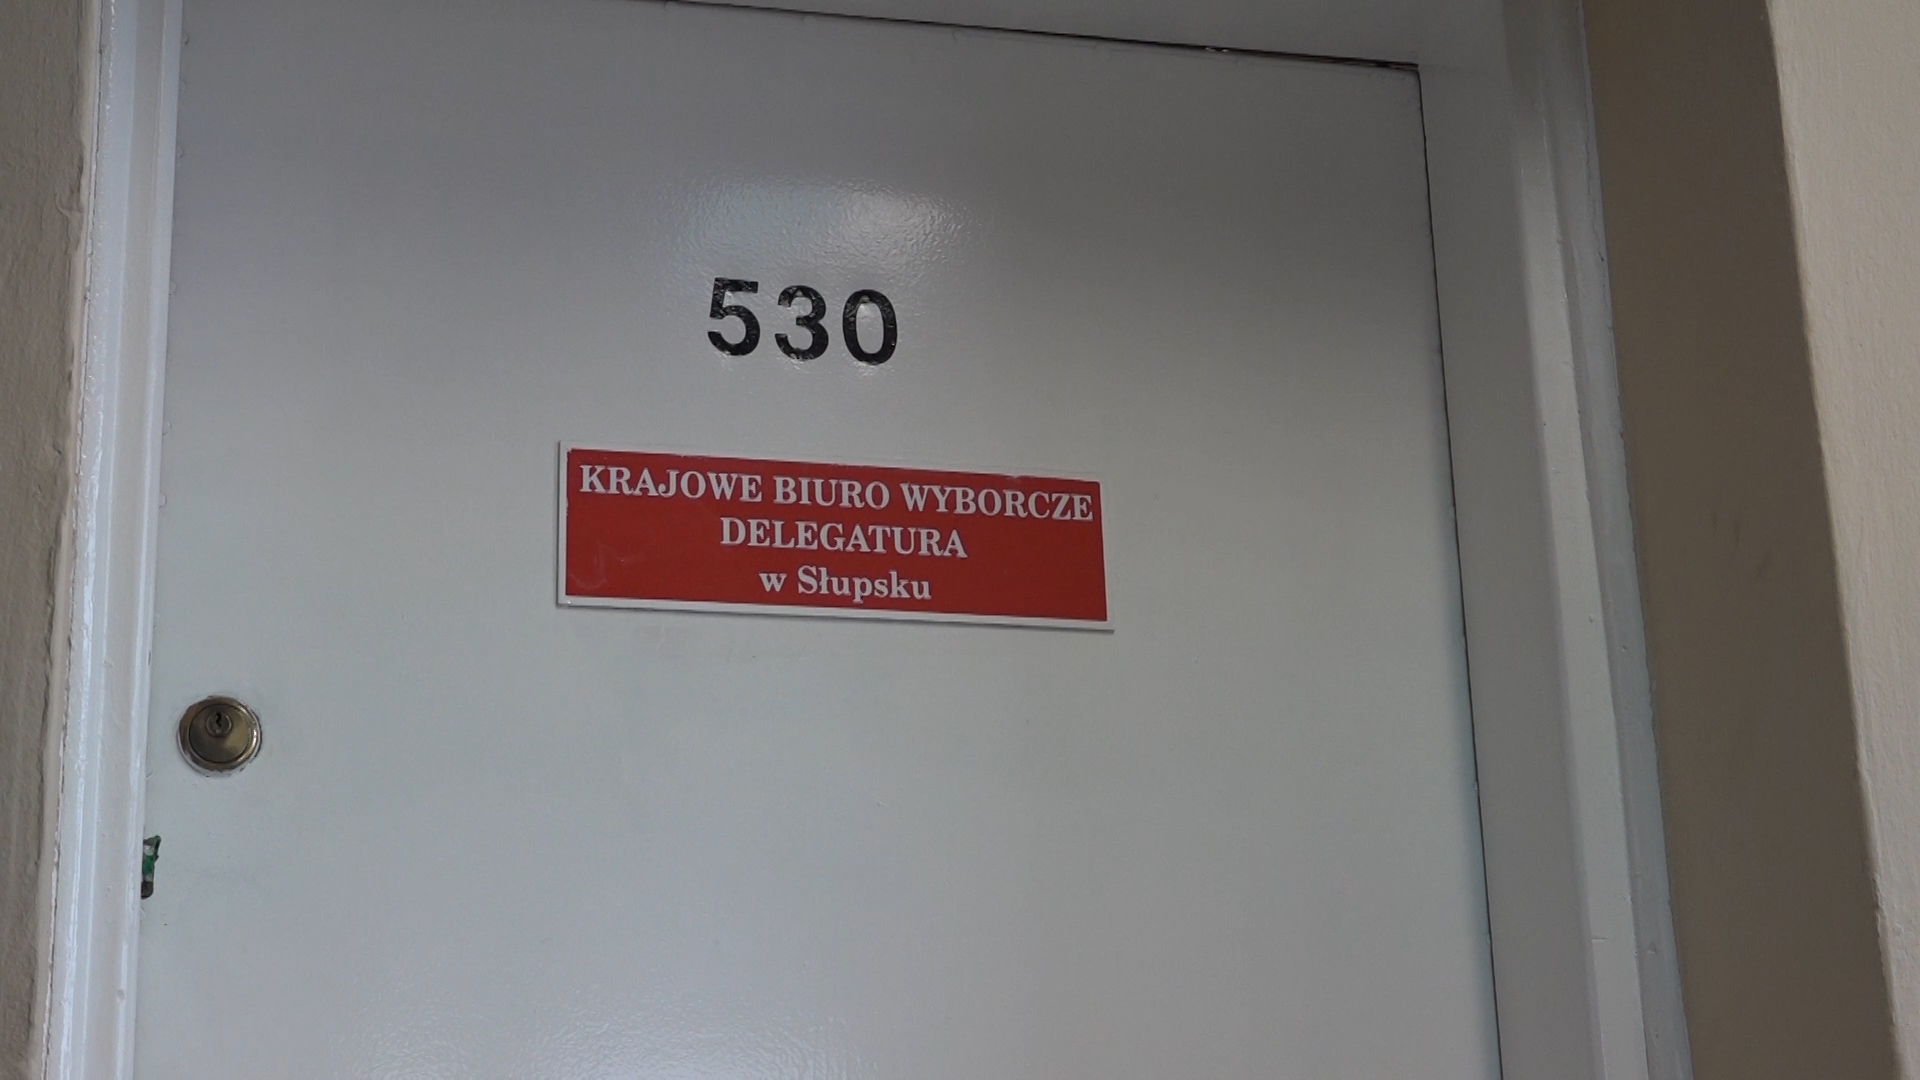 530
KRAJOWE BIURO WYBORCZE
DELEGATURA
w Słupsku